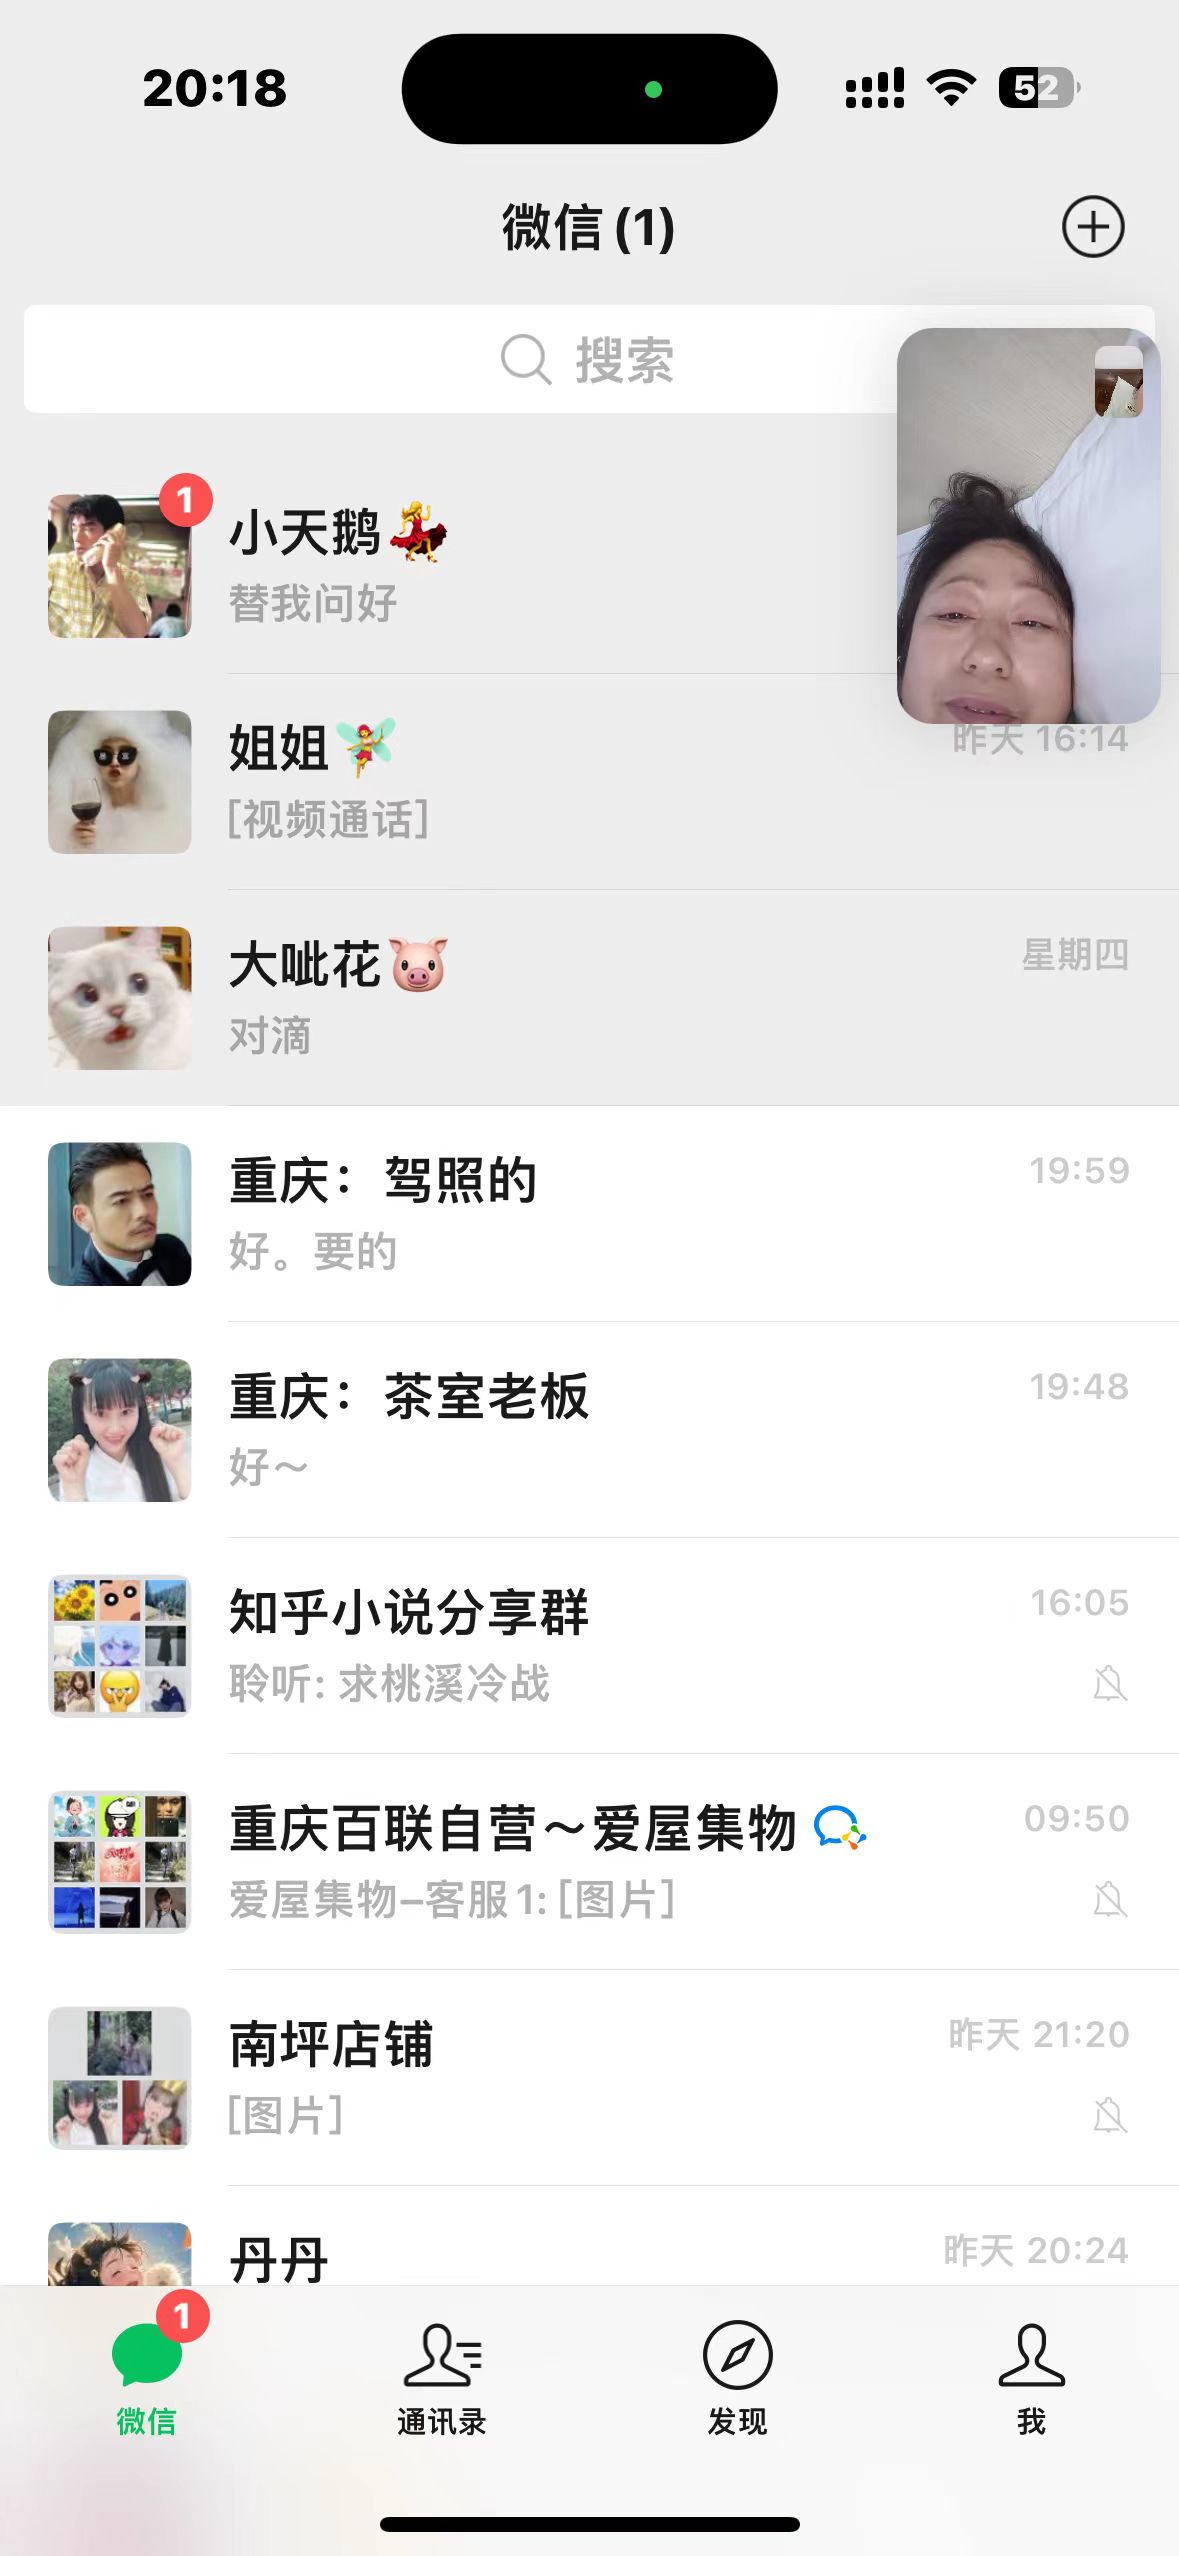 20:18
52
微信(1)
搜索
1
小天鹅💃
替我问好
姐姐🧚
昨天 16:14
[视频通话]
大呲花🐷
星期四
对滴
重庆：驾照的
19:59
好。要的
重庆：茶室老板
19:48
好～
知乎小说分享群
16:05
聆听: 求桃溪冷战
重庆百联自营～爱屋集物
09:50
爱屋集物–客服1: [图片]
南坪店铺
昨天 21:20
[图片]
丹丹
昨天 20:24
1
微信
通讯录
发现
我